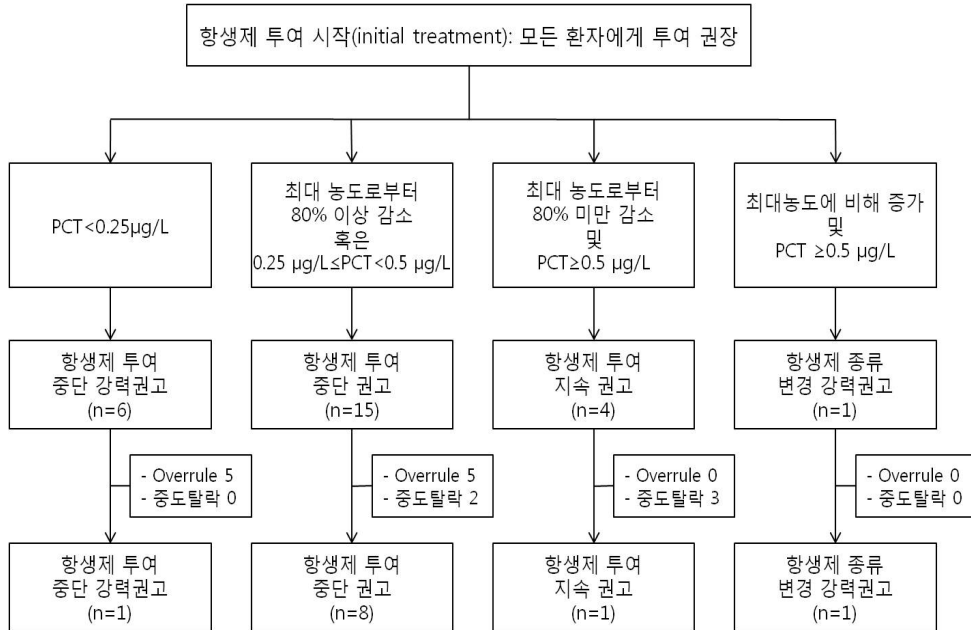 항생제 투여 시작(initial treatment): 모든 환자에게 투여 권장
PCT<0.25μg/L
최대 농도로부터
80% 이상 감소
혹은
0.25 μg/L≤PCT<0.5 μg/L
최대 농도로부터
80% 미만 감소
및
PCT≥0.5 μg/L
최대농도에 비해 증가
및
PCT ≥0.5 μg/L
항생제 투여
중단 강력권고
(n=6)
항생제 투여
중단 권고
(n=15)
항생제 투여
지속 권고
(n=4)
항생제 종류
변경 강력권고
(n=1)
- Overrule 5
- 중도탈락 0
- Overrule 5
- 중도탈락 2
- Overrule 0
- 중도탈락 3
- Overrule 0
- 중도탈락 0
항생제 투여
중단 강력권고
(n=1)
항생제 투여
중단 권고
(n=8)
항생제 투여
지속 권고
(n=1)
항생제 종류
변경 강력권고
(n=1)